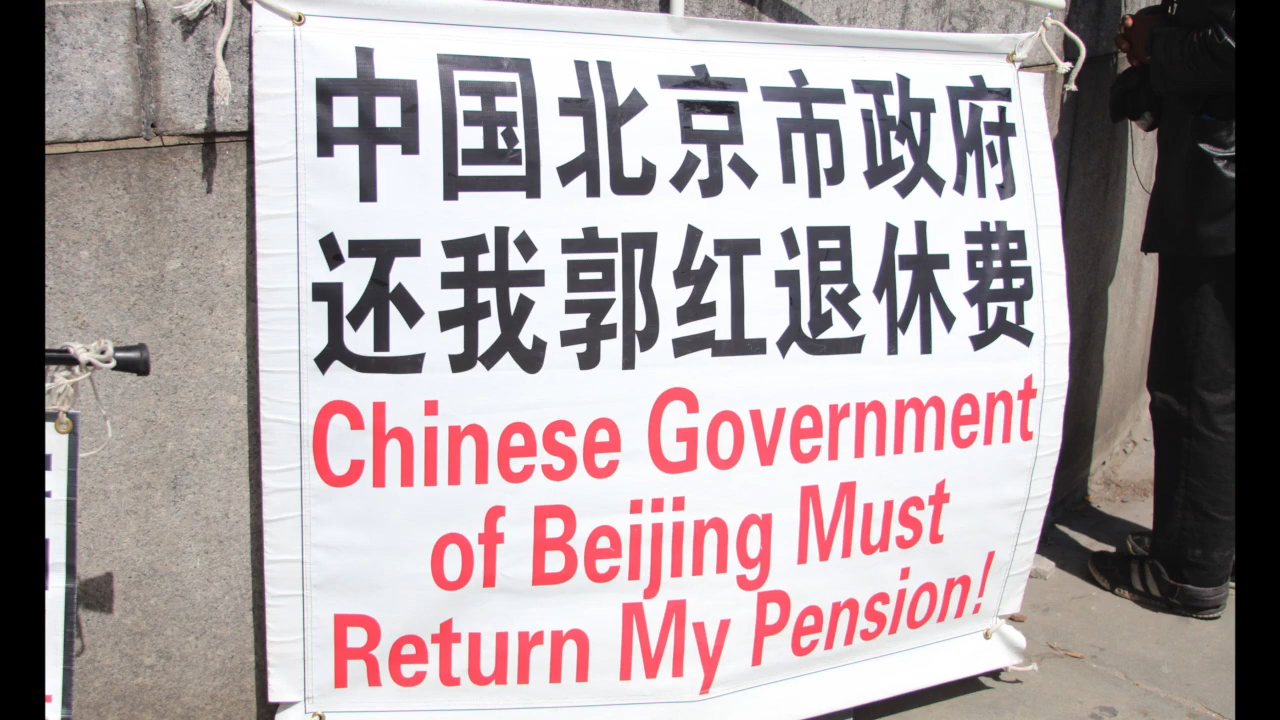 中国北京市政府
还我郭红退休费
Chinese Government
of Beijing Must
Return My Pension!